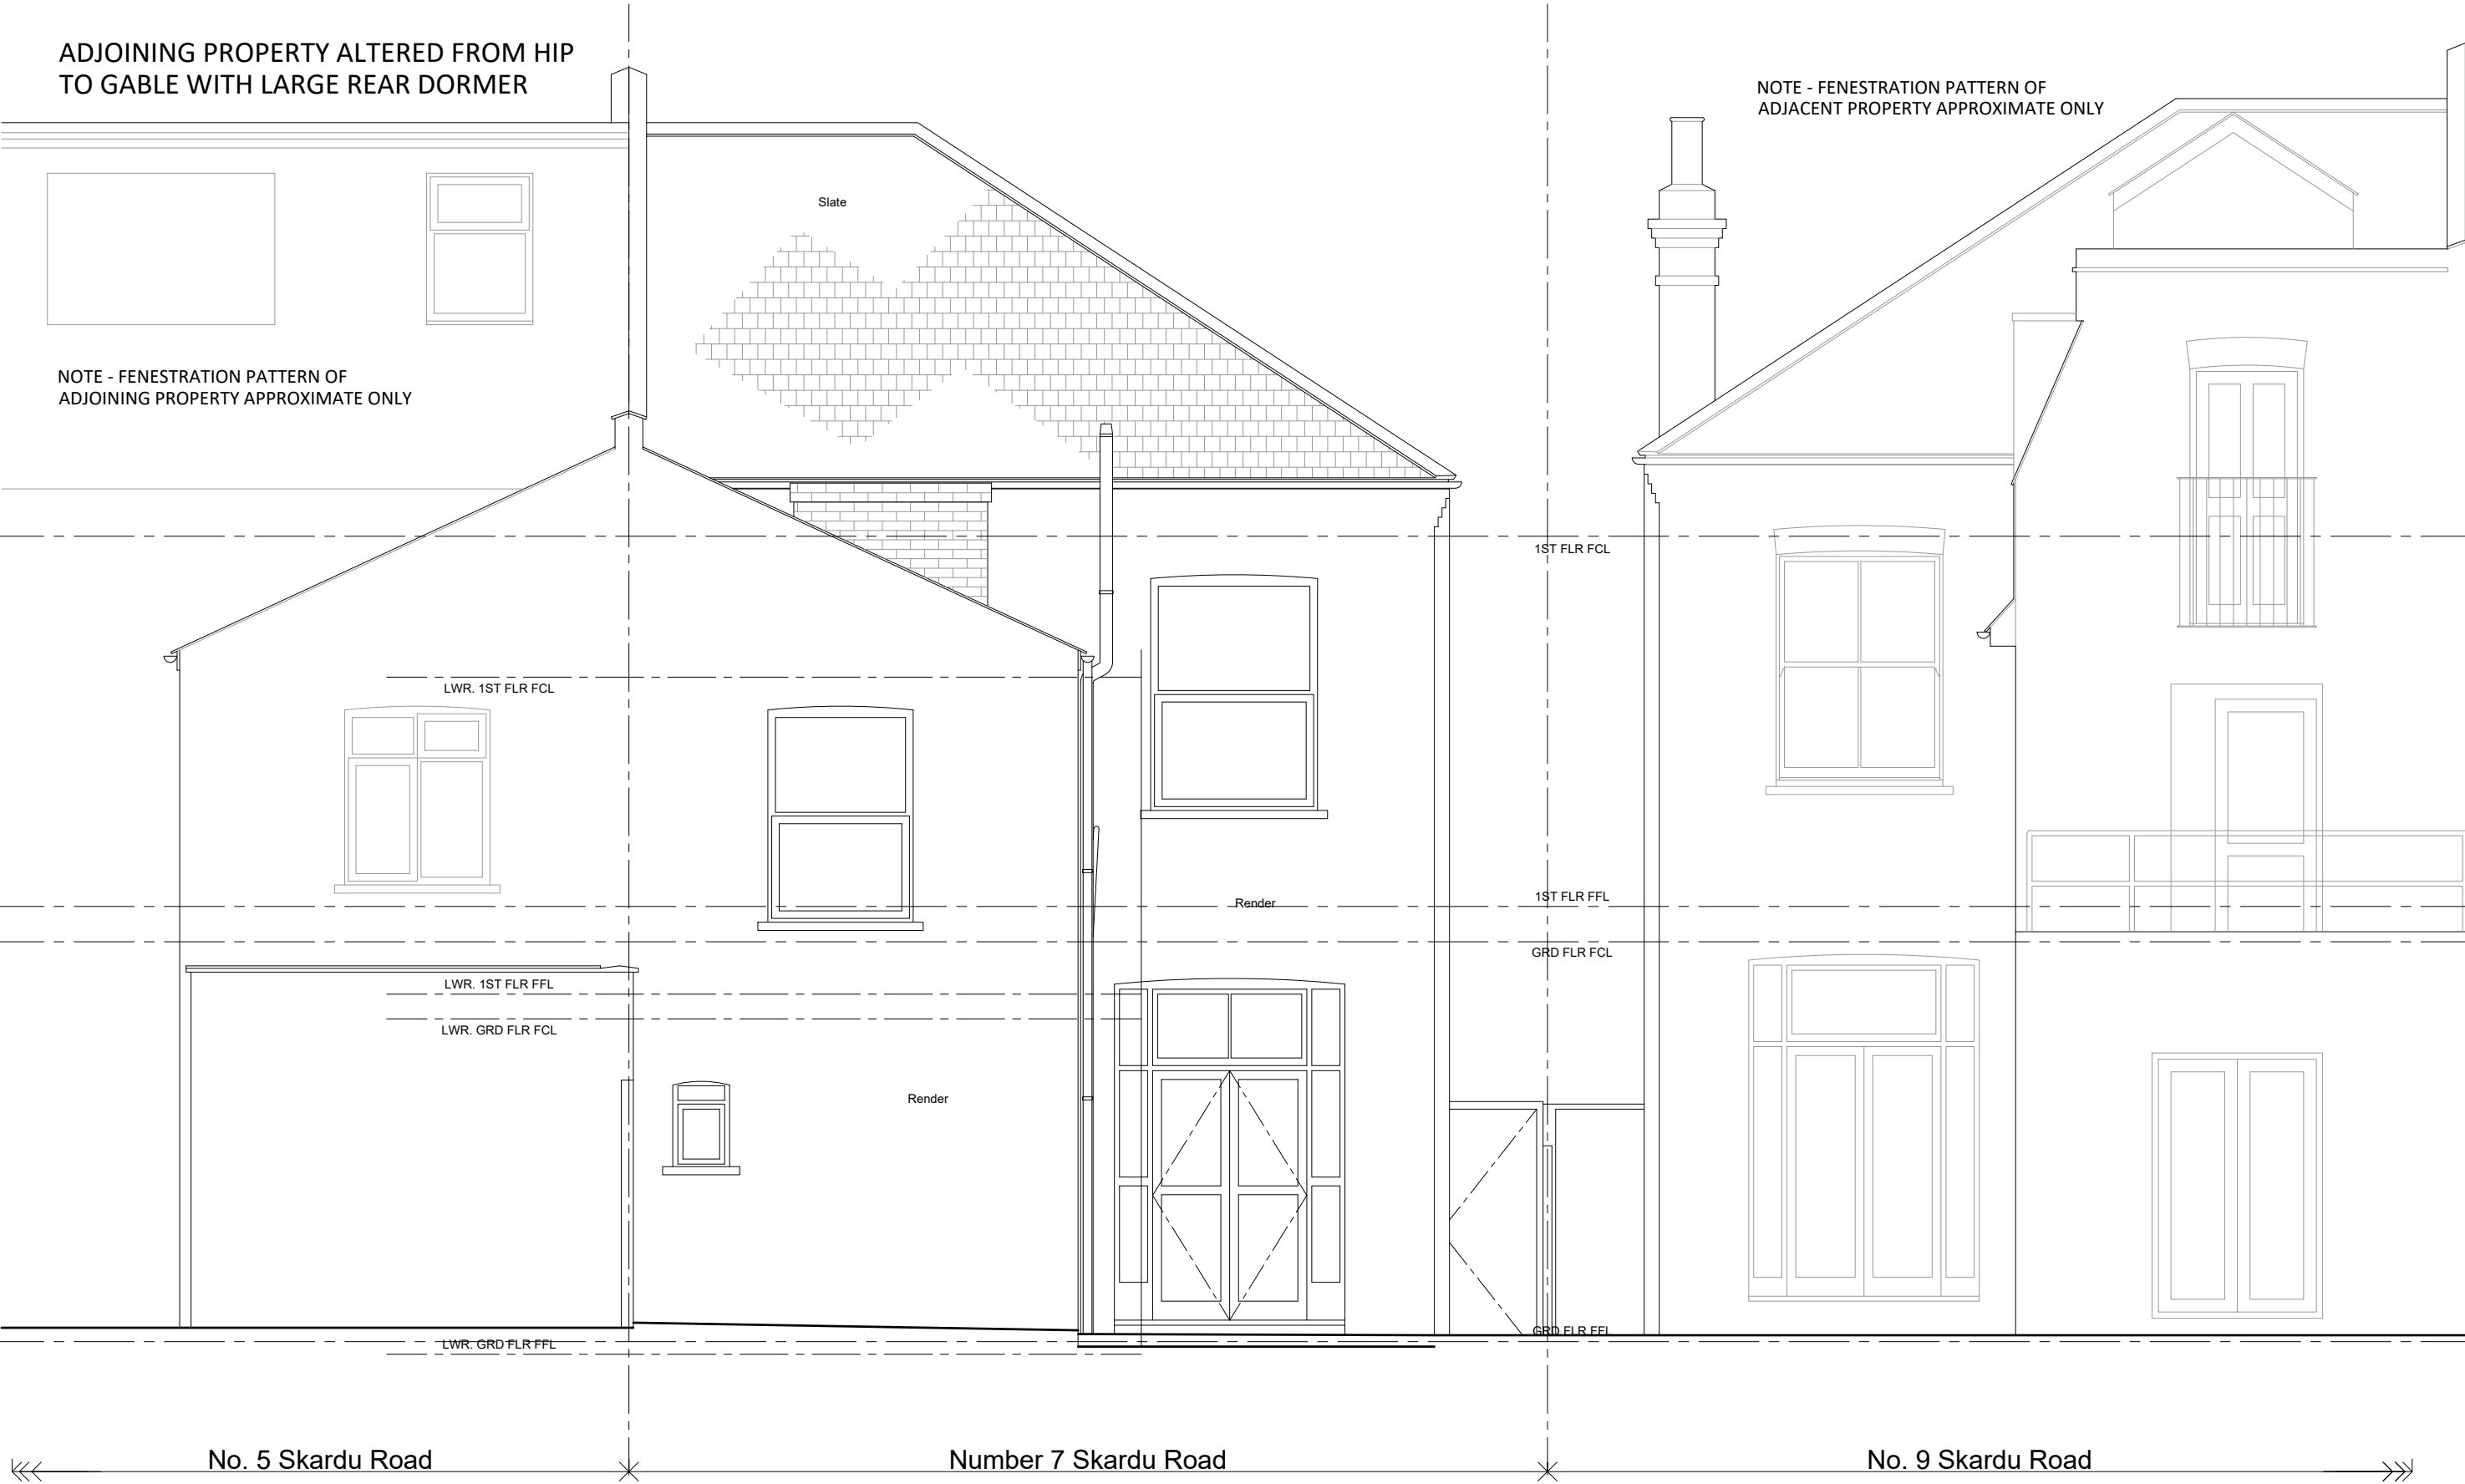 ADJOINING PROPERTY ALTERED FROM HIP
TO GABLE WITH LARGE REAR DORMER
NOTE - FENESTRATION PATTERN OF
ADJACENT PROPERTY APPROXIMATE ONLY
Slate
NOTE - FENESTRATION PATTERN OF
ADJOINING PROPERTY APPROXIMATE ONLY
1ST FLR FCL
LWR. 1ST FLR FCL
1ST FLR FFL
Render
GRD FLR FCL
LWR. 1ST FLR FFL
LWR. GRD FLR FCL
Render
GRD FLR FFL
LWR. GRD FLR FFL
No. 5 Skardu Road
Number 7 Skardu Road
No. 9 Skardu Road